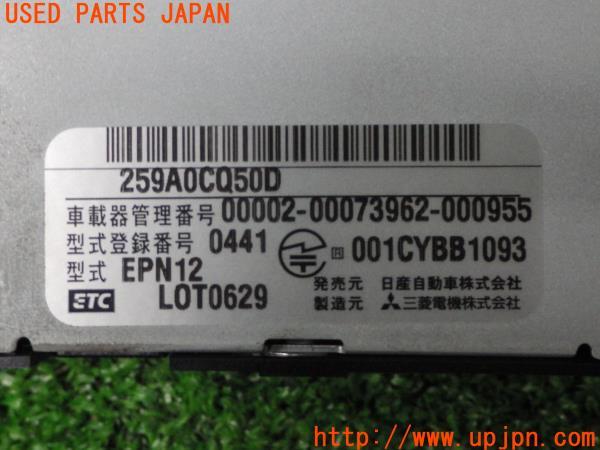 USED PARTS JAPAN
259A0CQ50D
車載器管理番号 00002-00073962-000955
型式登録番号 0441 回 001CYBB1093
型式 EPN12 発売元 日産自動車株式会社
ETC LOT0629 製造元 三菱電機株式会社
(C) www.upjpn.com